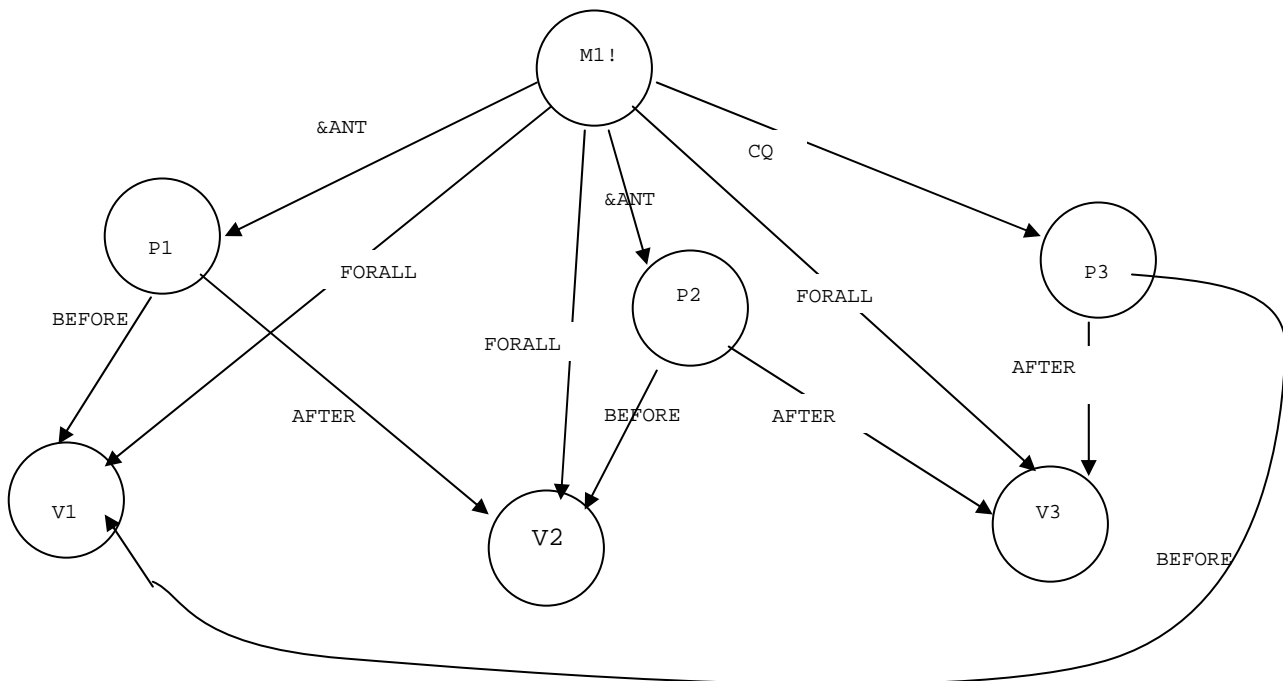 M1!
&ANT
CQ
&ANT
P1
FORALL
P2
FORALL
P3
BEFORE
FORALL
AFTER
AFTER
BEFORE
AFTER
V1
V2
V3
BEFORE